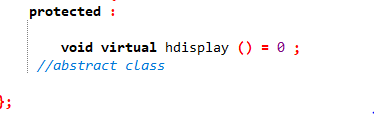 protected :
void virtual hdisplay () = 0 ;
//abstract class
};